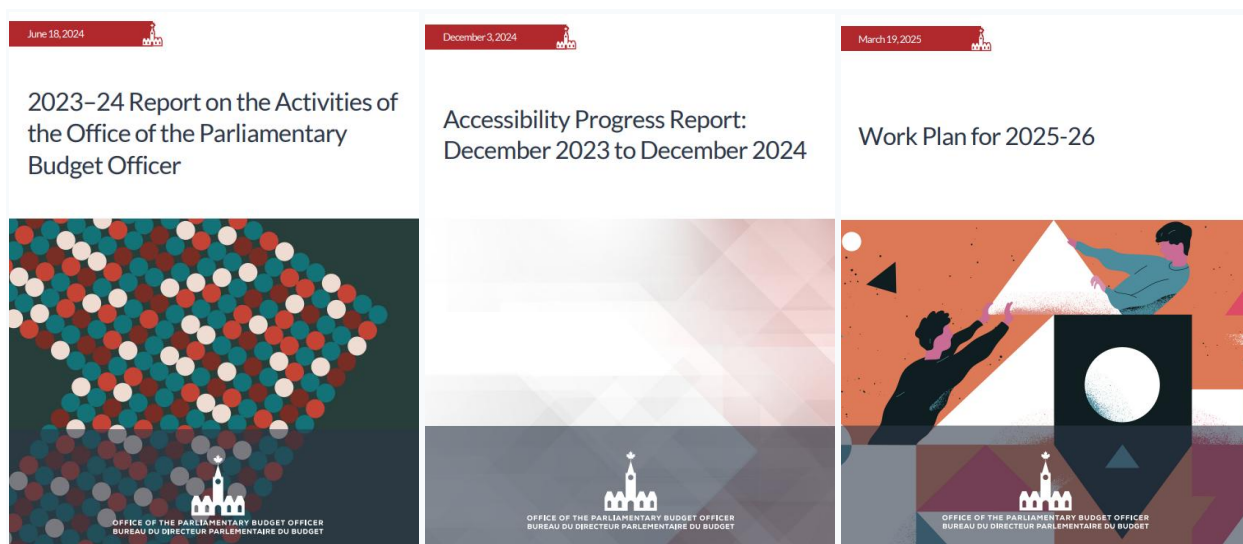 June 18, 2024
2023–24 Report on the Activities of
the Office of the Parliamentary
Budget Officer
OFFICE OF THE PARLIAMENTARY BUDGET OFFICER
BUREAU DU DIRECTEUR PARLEMENTAIRE DU BUDGET
December 3, 2024
Accessibility Progress Report:
December 2023 to December 2024
OFFICE OF THE PARLIAMENTARY BUDGET OFFICER
BUREAU DU DIRECTEUR PARLEMENTAIRE DU BUDGET
March 19, 2025
Work Plan for 2025-26
OFFICE OF THE PARLIAMENTARY BUDGET OFFICER
BUREAU DU DIRECTEUR PARLEMENTAIRE DU BUDGET